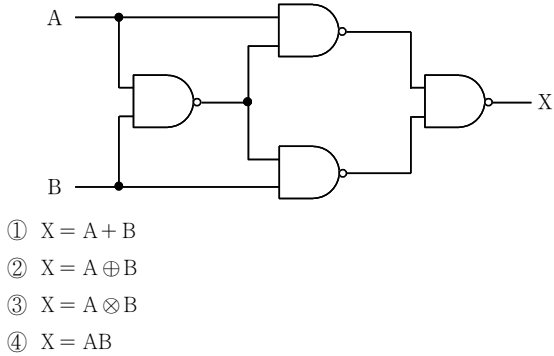 A
X
B
① X = A + B
② X = A ⊕ B
③ X = A ⊗ B
④ X = AB